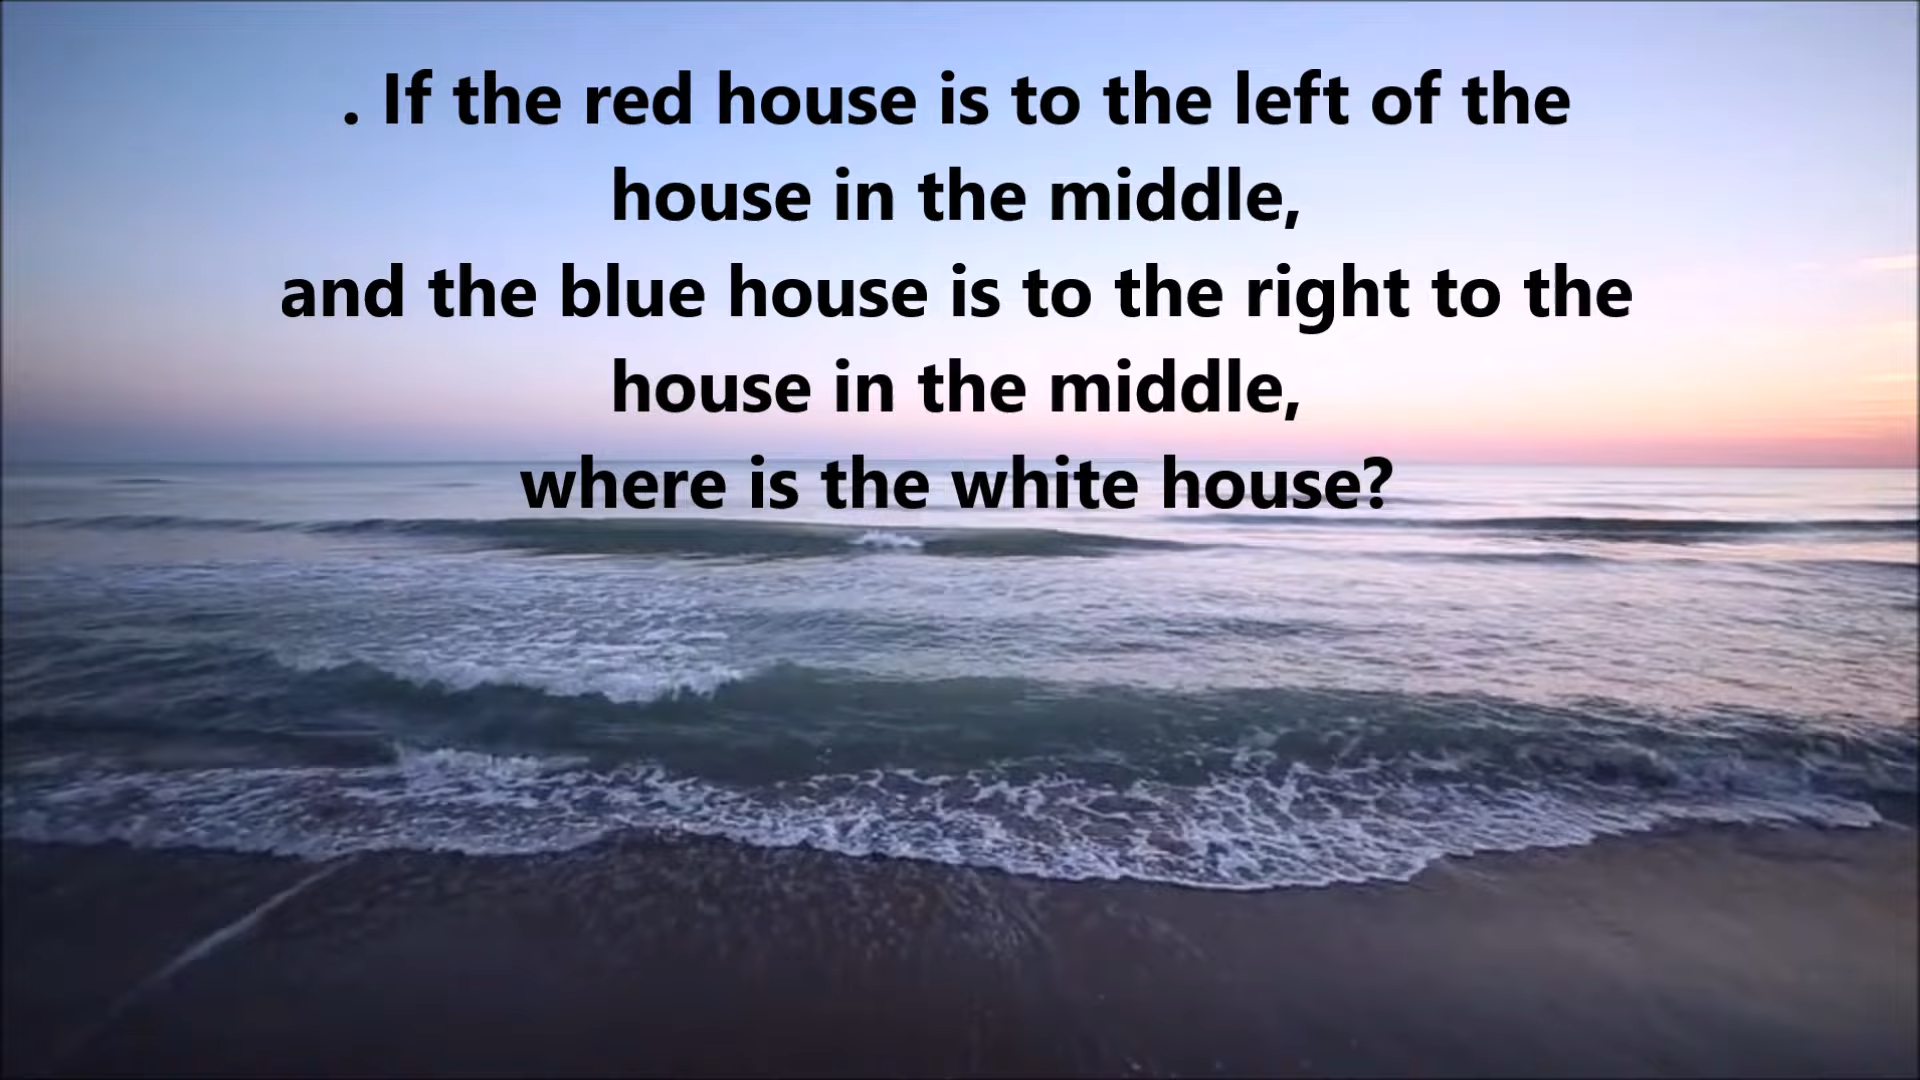 . If the red house is to the left of the
house in the middle,
and the blue house is to the right to the
house in the middle,
where is the white house?